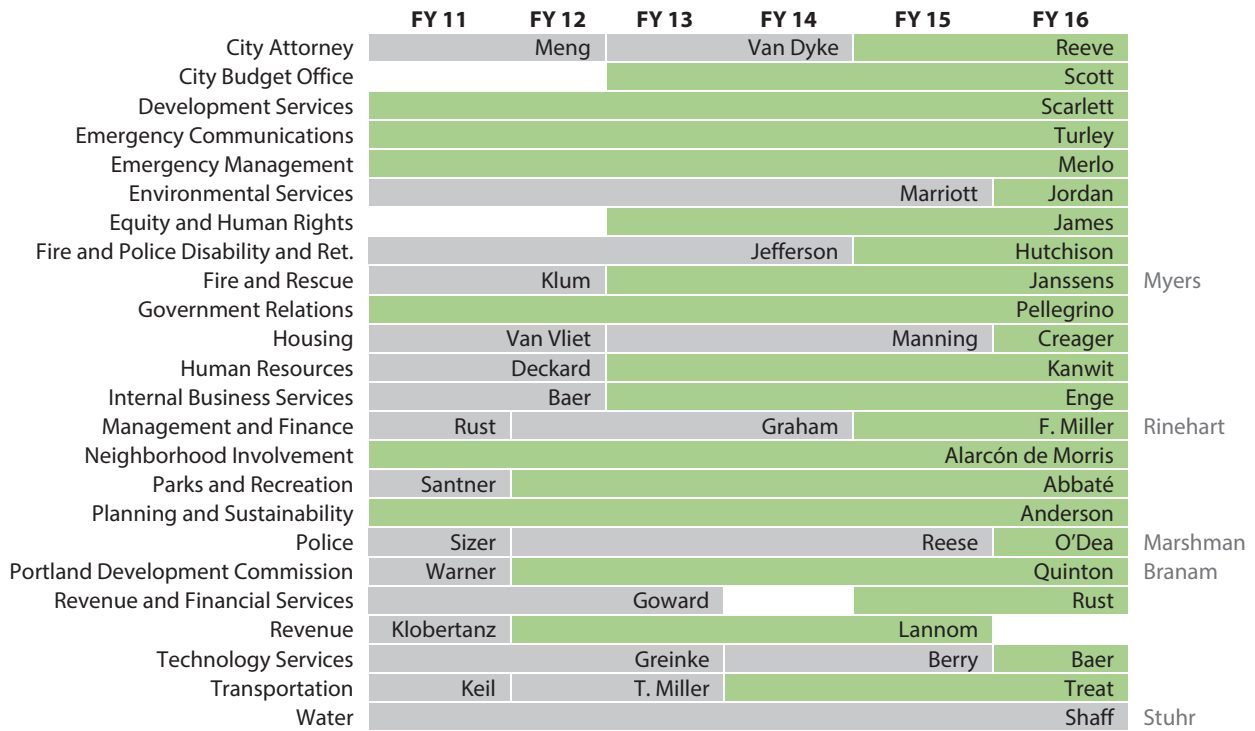 FY 11 FY 12 FY 13 FY 14 FY 15 FY 16
City Attorney Meng Van Dyke Reeve
City Budget Office Scott
Development Services Scarlett
Emergency Communications Turley
Emergency Management Merlo
Environmental Services Marriott Jordan
Equity and Human Rights James
Fire and Police Disability and Ret. Jefferson Hutchison
Fire and Rescue Klum Janssens Myers
Government Relations Pellegrino
Housing Van Vliet Manning Creager
Human Resources Deckard Kanwit
Internal Business Services Baer Enge
Management and Finance Rust Graham F. Miller Rinehart
Neighborhood Involvement Alarcón de Morris
Parks and Recreation Santner Abbaté
Planning and Sustainability Anderson
Police Sizer Reese O'Dea Marshman
Portland Development Commission Warner Quinton Branam
Revenue and Financial Services Goward Rust
Revenue Klobertanz Lannom
Technology Services Greinke Berry Baer
Transportation Keil T. Miller Treat
Water Shaff Stuhr